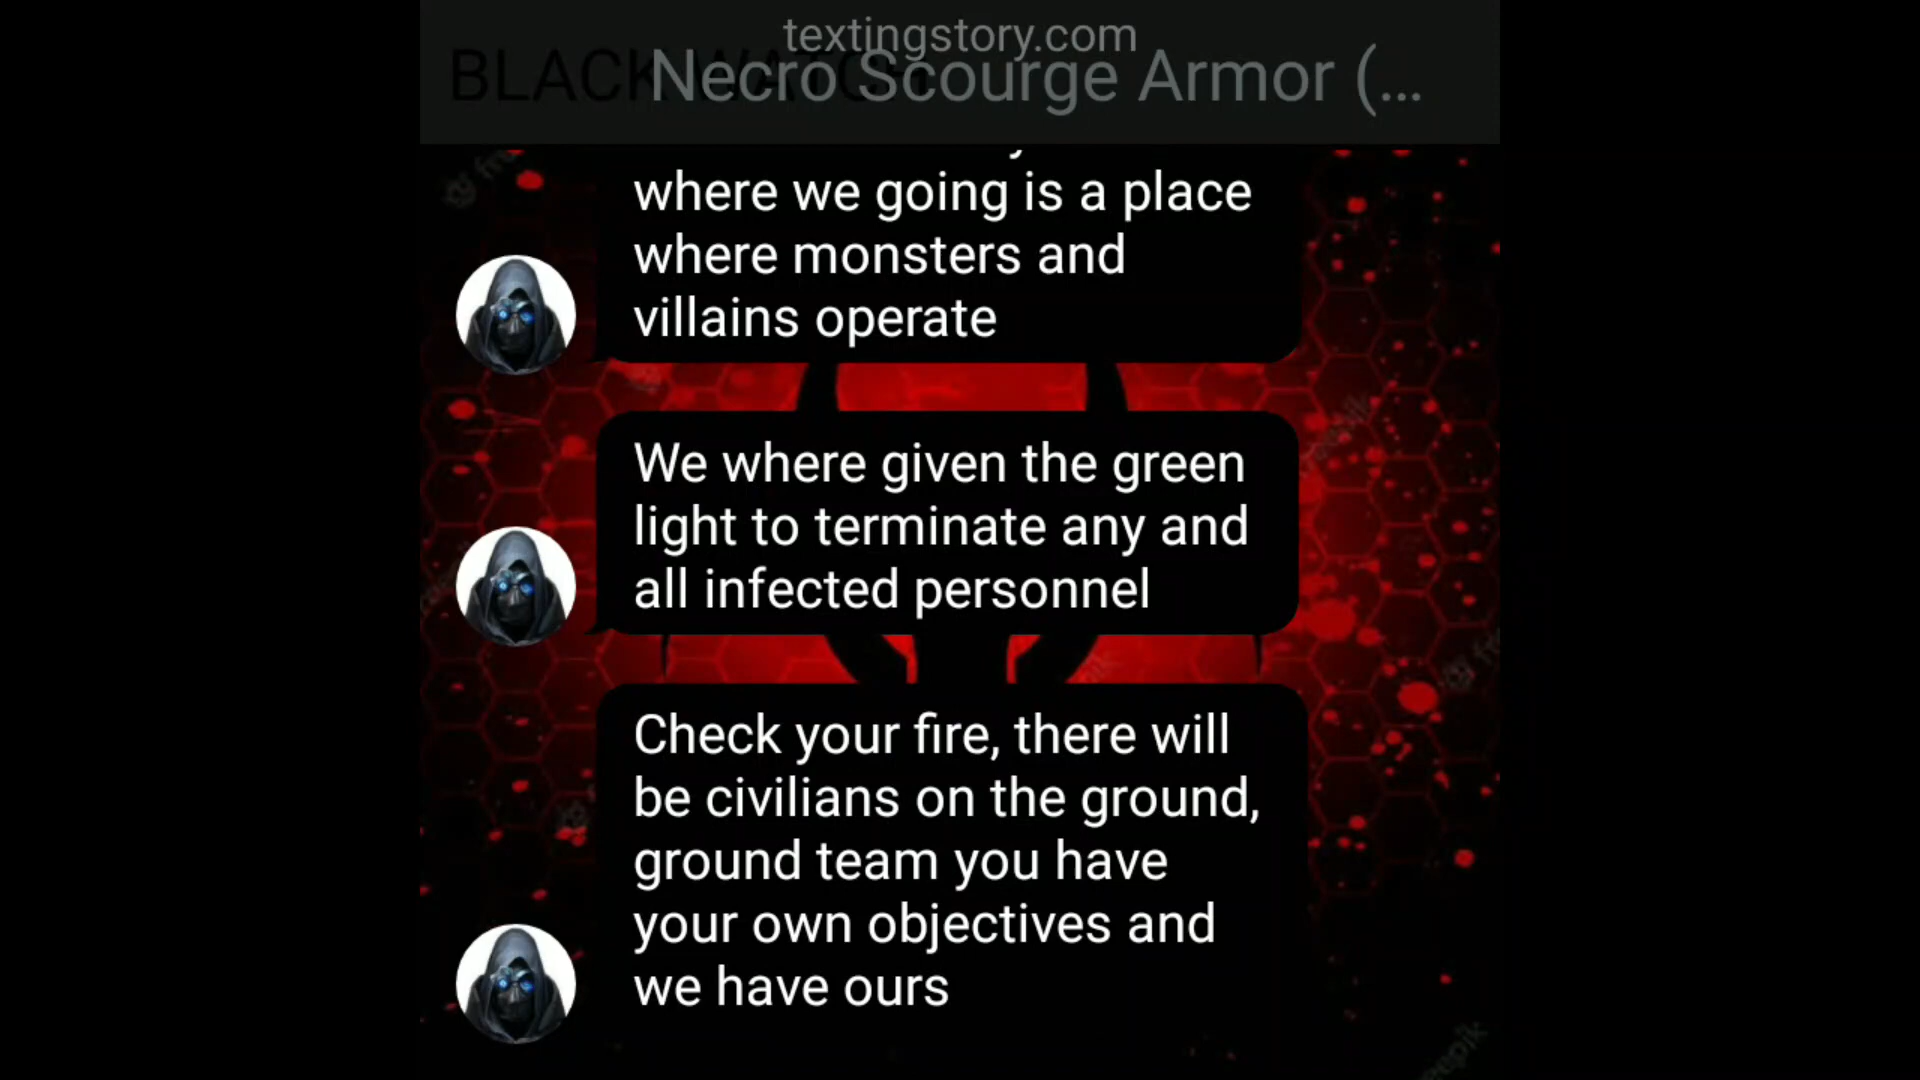 textingstory.com
BLACK WATCH
Necro Scourge Armor (...
where we going is a place
where monsters and
villains operate
We where given the green
light to terminate any and
all infected personnel
Check your fire, there will
be civilians on the ground,
ground team you have
your own objectives and
we have ours